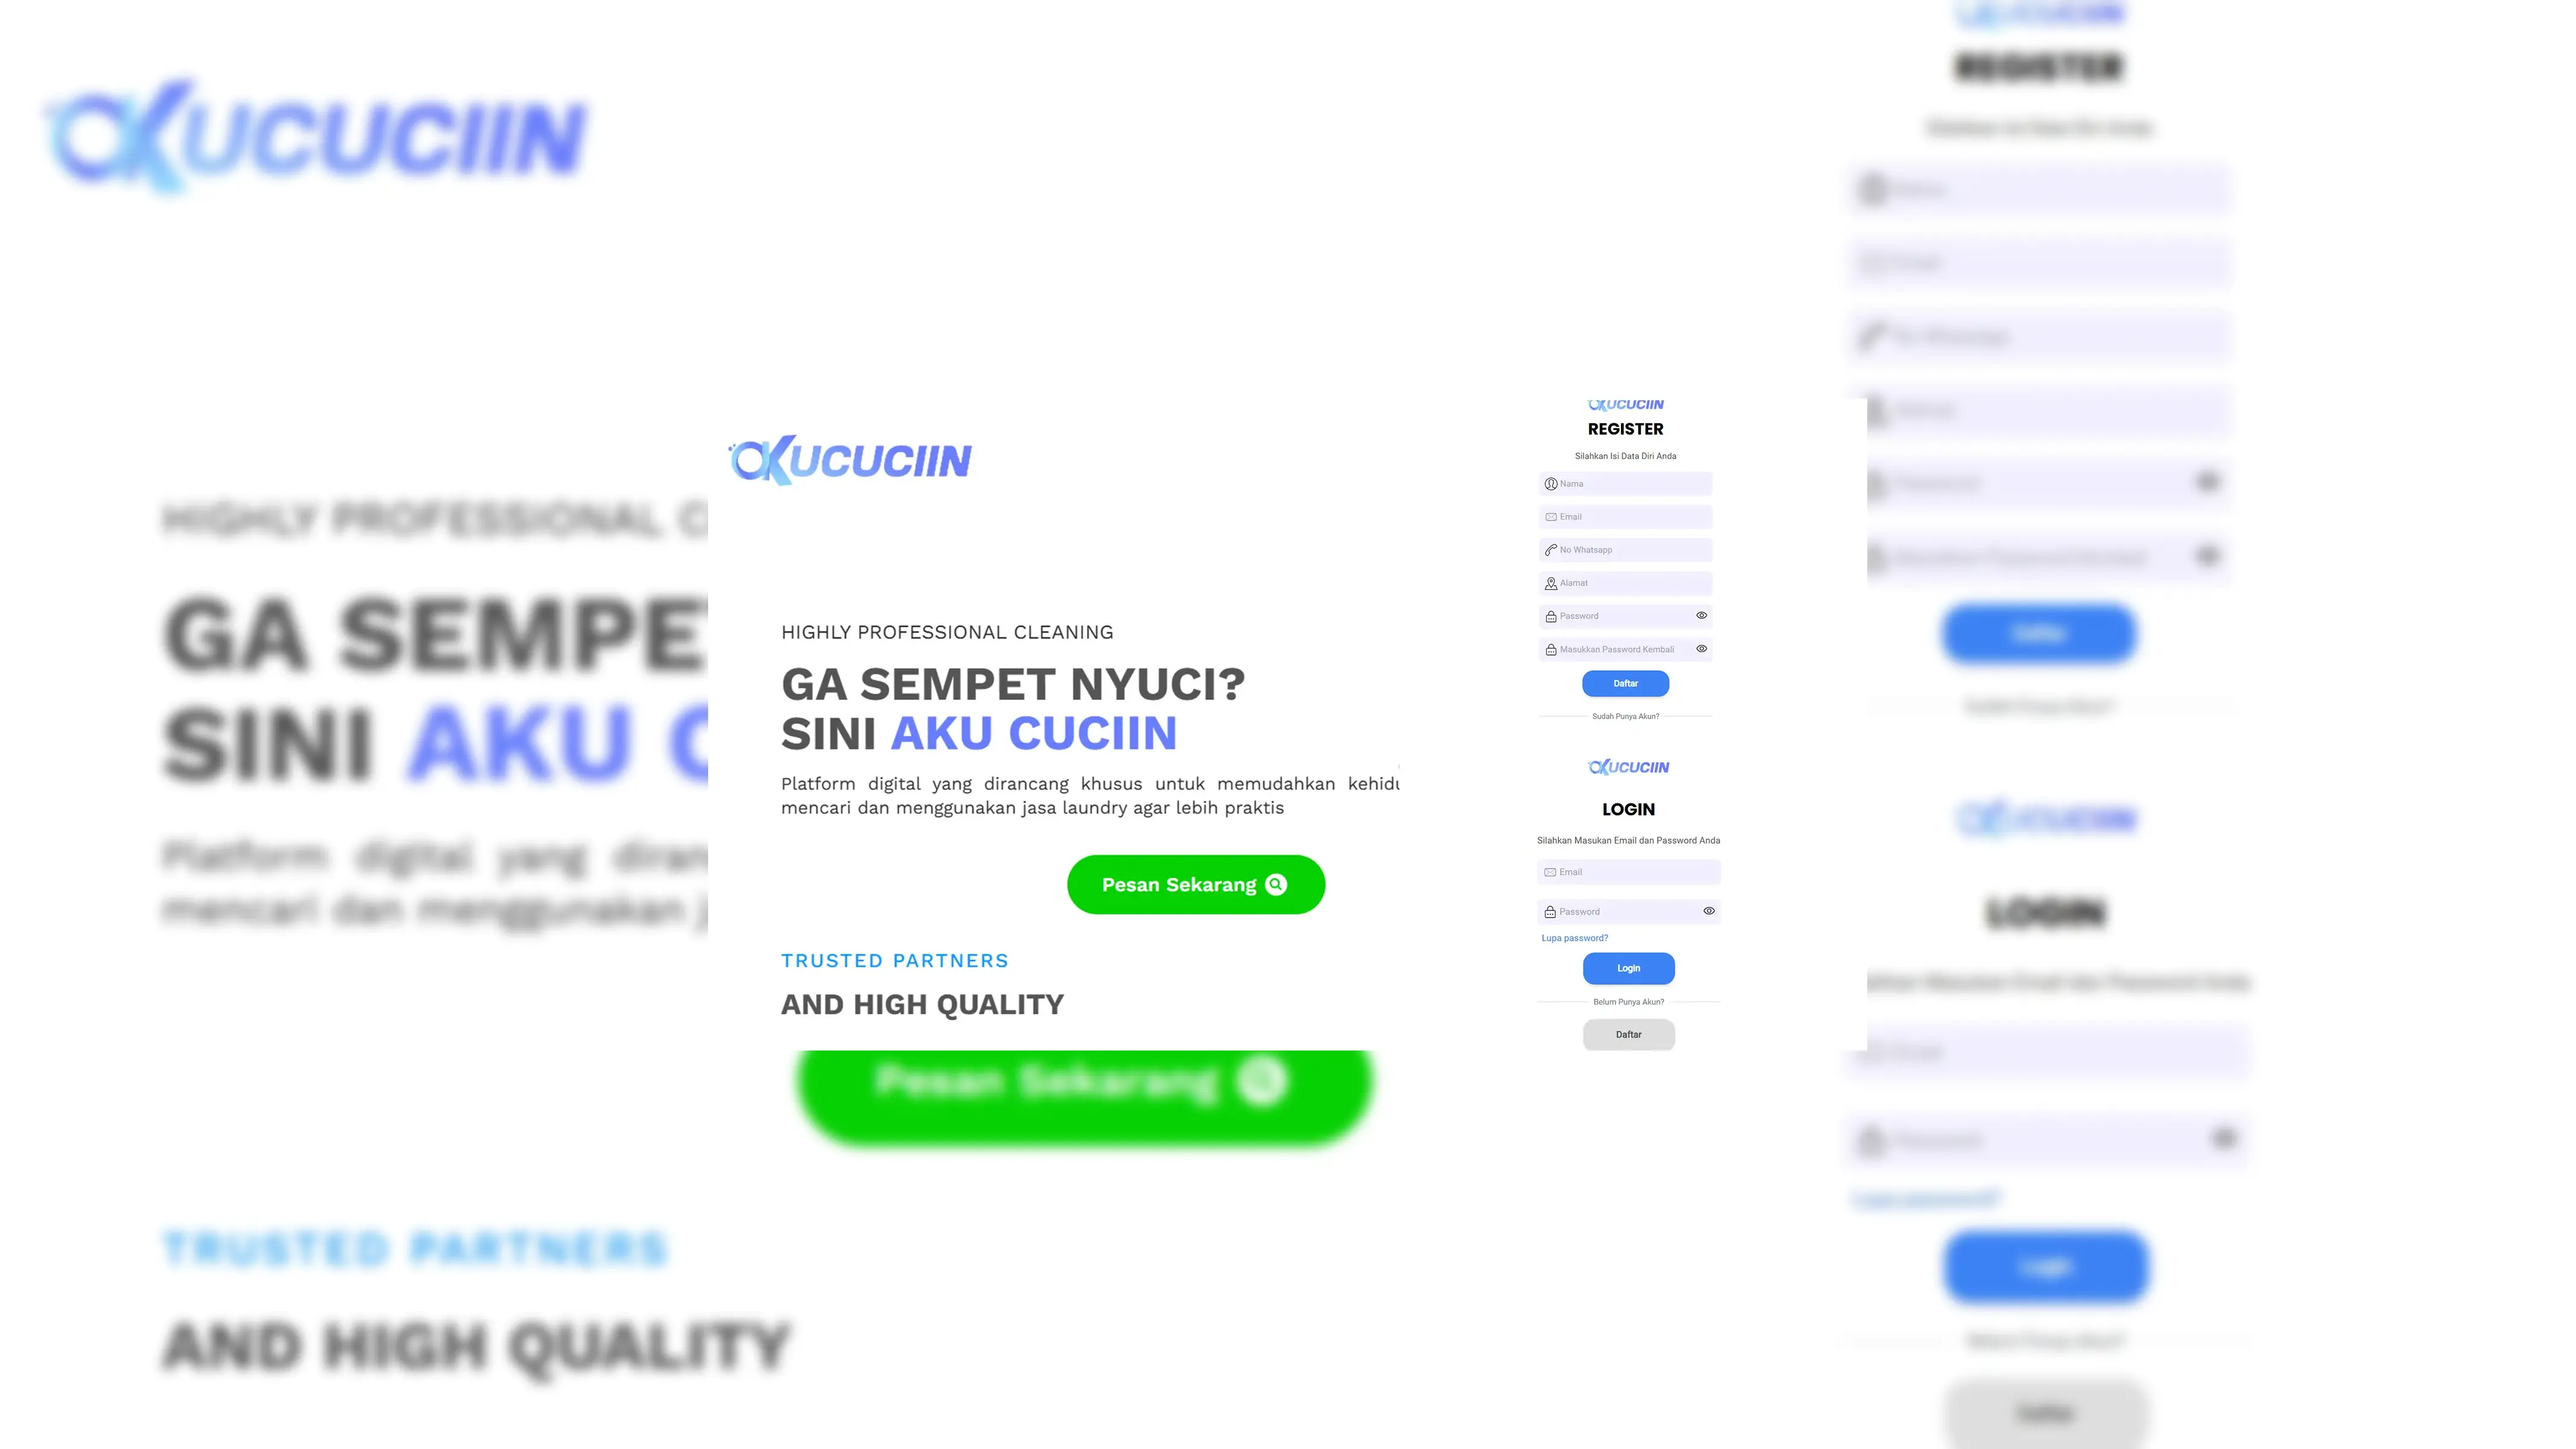 AKUCUCIIN
HIGHLY PROFESSIONAL CLEANING
GA SEMPET NYUCI?
SINI AKU CUCIIN
Platform digital yang dirancang khusus untuk memudahkan
mencari dan menggunakan jasa laundry agar lebih praktis
Pesan Sekarang
TRUSTED PARTNERS
AND HIGH QUALITY
AKUCUCIIN
REGISTER
Silahkan Isi Data Diri Anda
Nama
Email
No Whatsapp
Alamat
Password
Masukkan Password Kembali
Daftar
Sudah Punya Akun?
AKUCUCIIN
LOGIN
Silahkan Masukan Email dan Password Anda
Email
Password
Lupa password?
Login
Belum Punya Akun?
Daftar